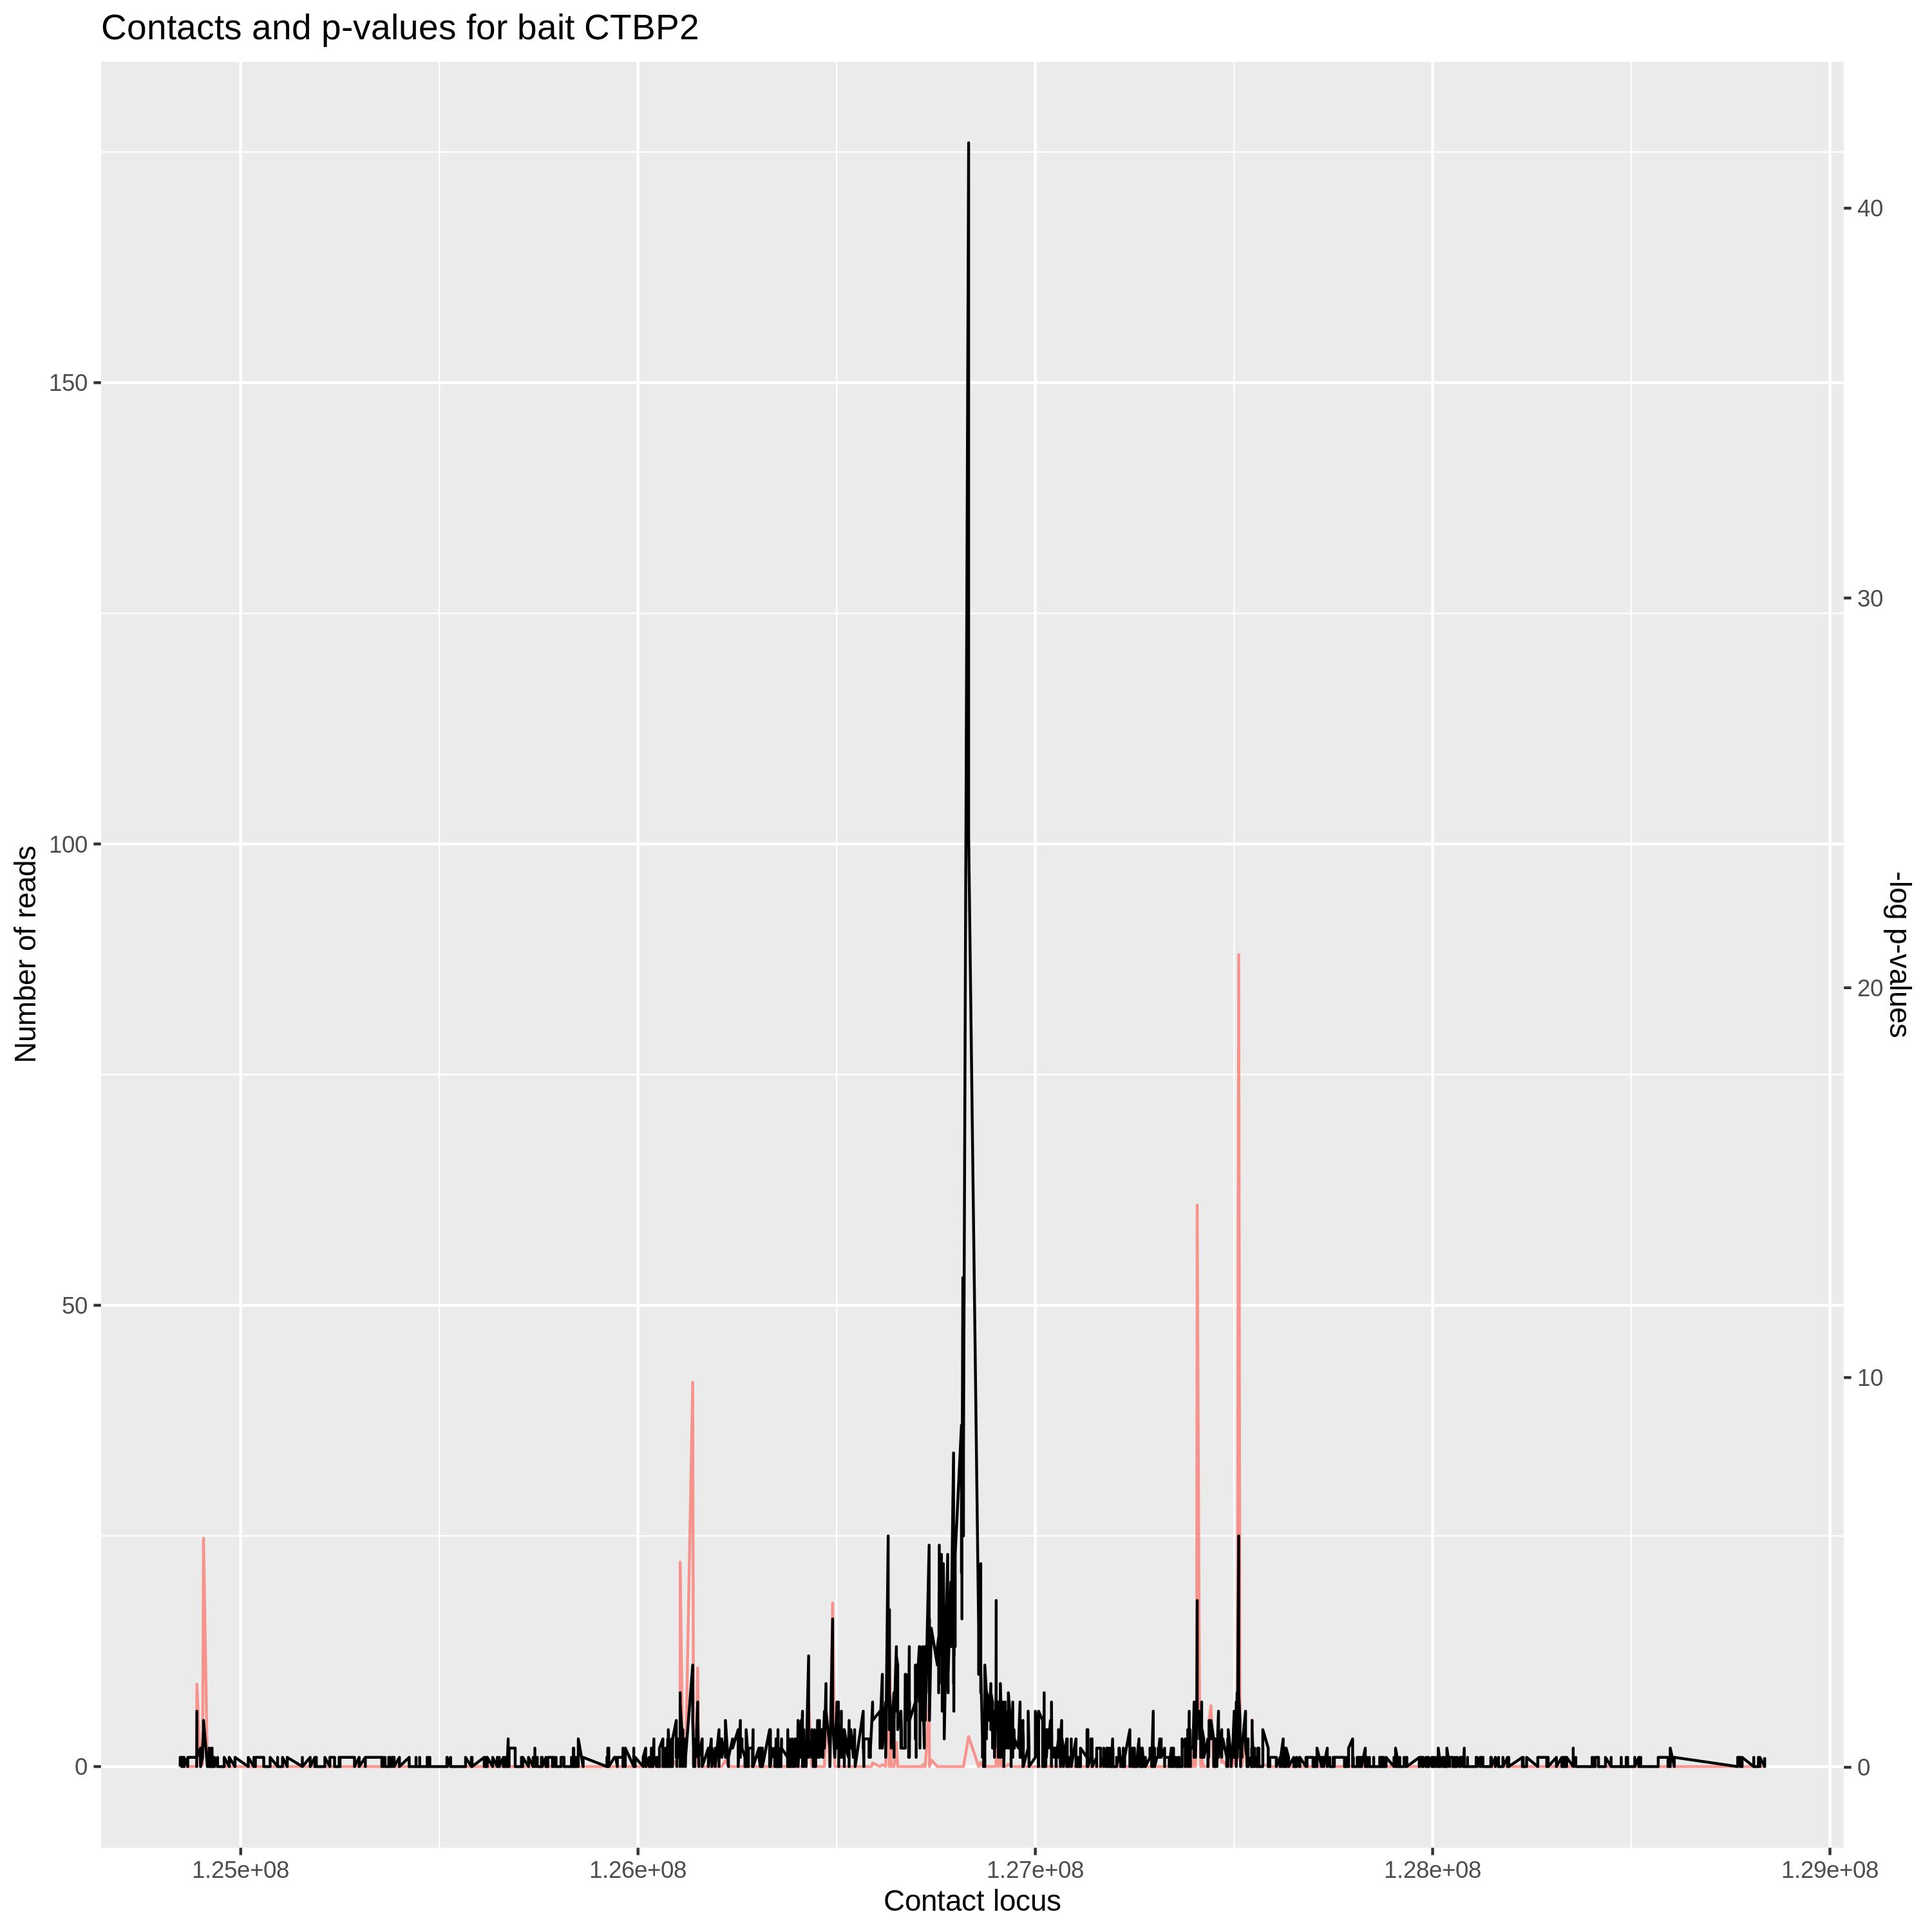 Contacts and p-values for bait CTBP2
Number of reads
150
100
50
0
40
30
20
10
0
-log p-values
1.25e+08
1.26e+08
1.27e+08
1.28e+08
1.29e+08
Contact locus